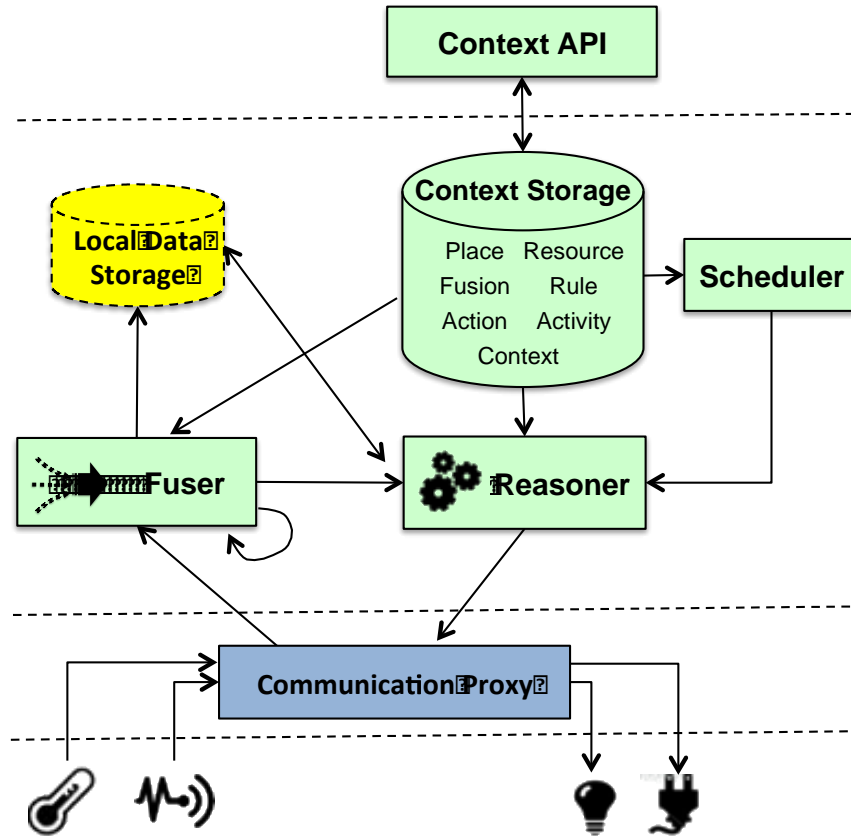 Context API
Context Storage
Place Resource
Fusion Rule
Action Activity
Context
Local Data
Storage
Scheduler
Fuser
Reasoner
Communication Proxy